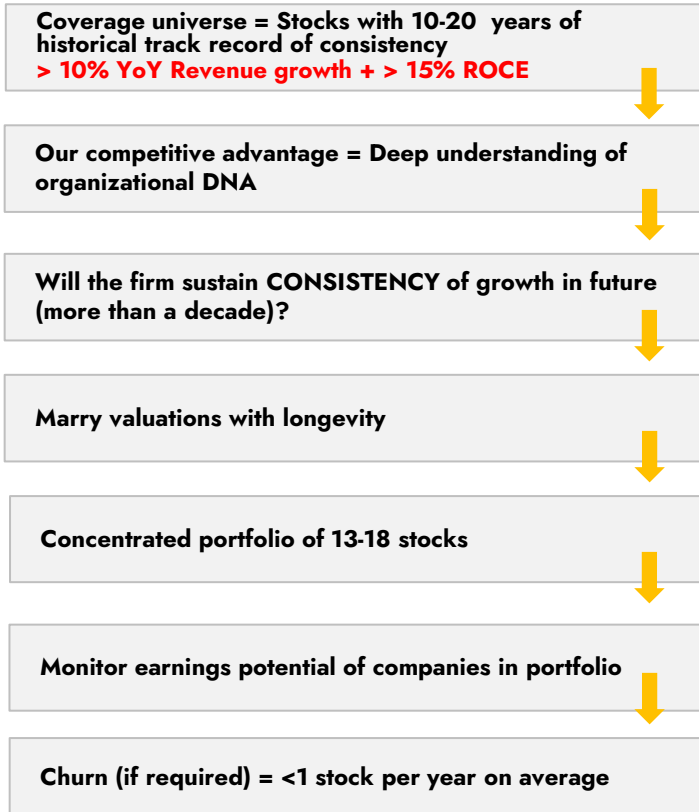 Coverage universe = Stocks with 10-20 years of
historical track record of consistency
> 10% YoY Revenue growth + > 15% ROCE
Our competitive advantage = Deep understanding of
organizational DNA
Will the firm sustain CONSISTENCY of growth in future
(more than a decade)?
Marry valuations with longevity
Concentrated portfolio of 13-18 stocks
Monitor earnings potential of companies in portfolio
Churn (if required) = <1 stock per year on average